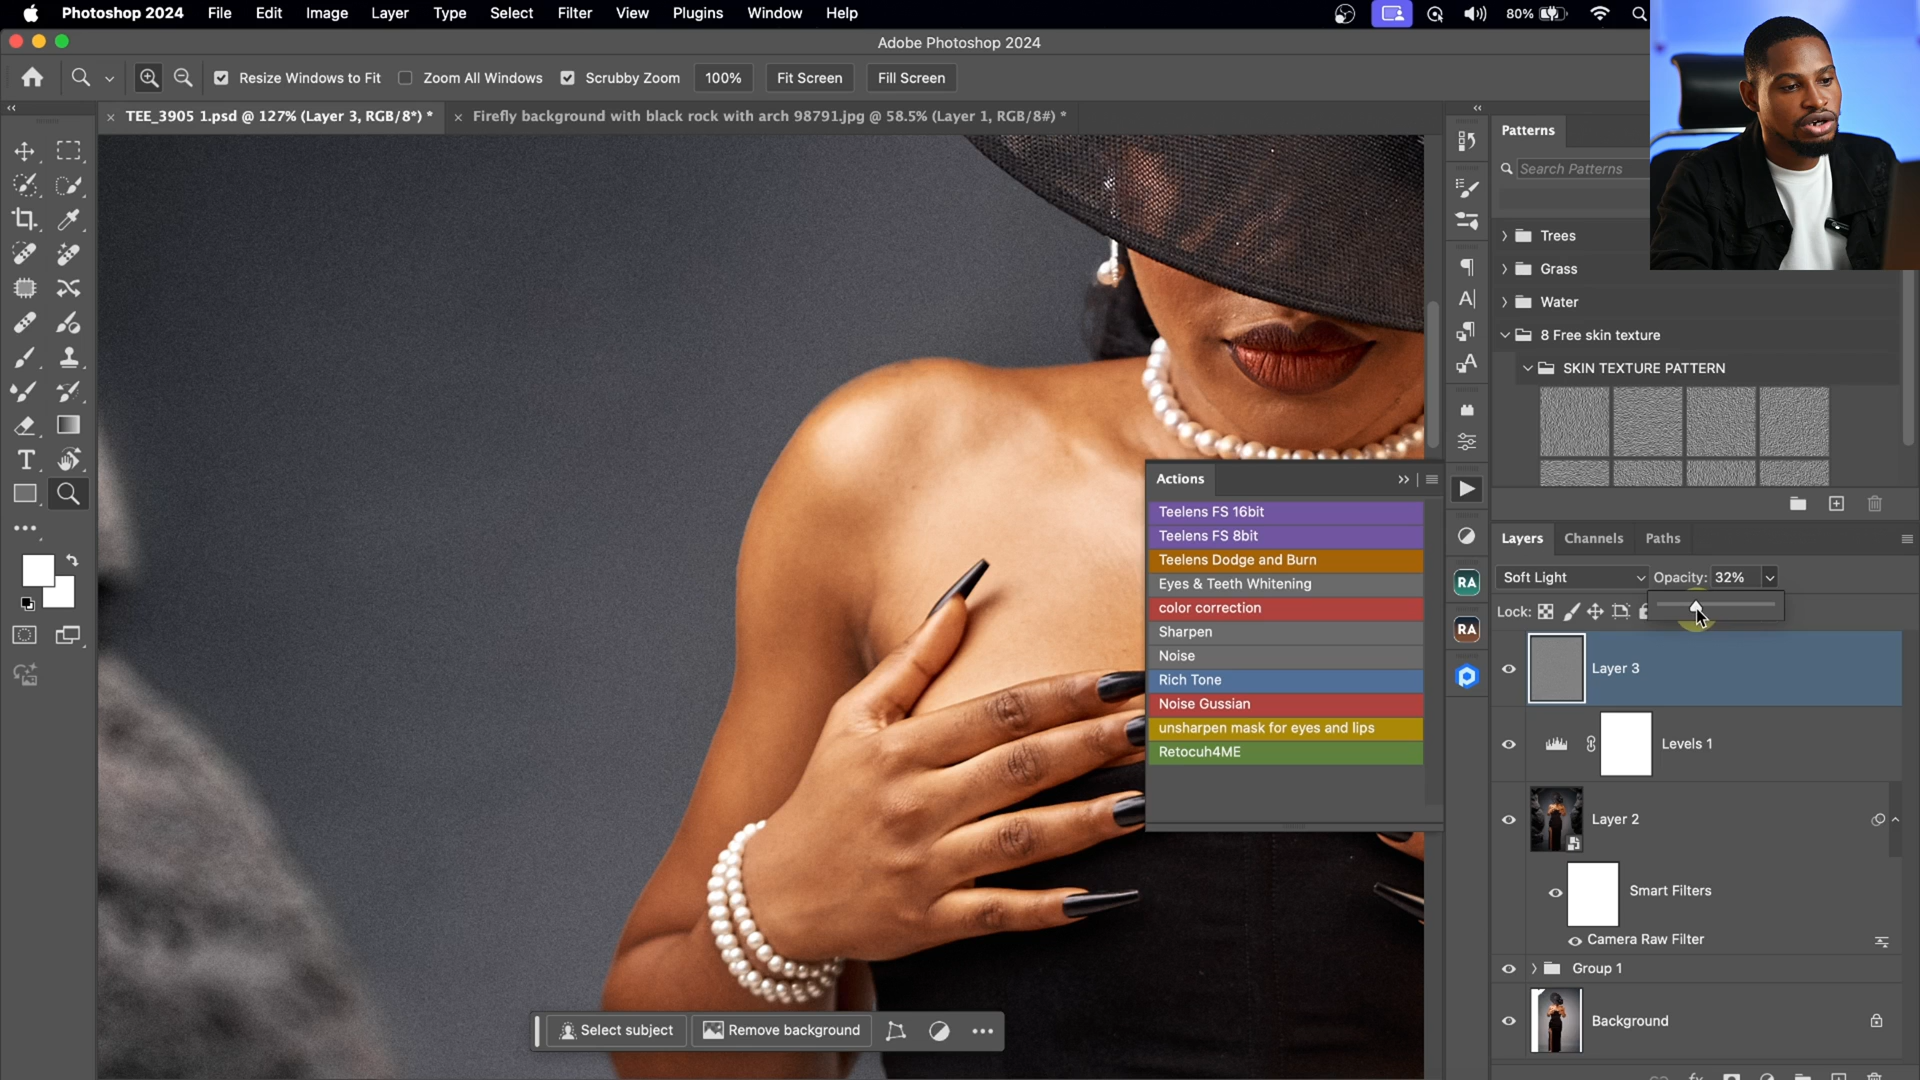 Photoshop 2024 File Edit Image Layer Type Select Filter View Plugins Window Help 80%
Adobe Photoshop 2024
Resize Windows to Fit Zoom All Windows Scrubby Zoom 100% Fit Screen Fill Screen
TEE_3905 1.psd @ 127% (Layer 3, RGB/8*) * Firefly background with black rock with arch 98791.jpg @ 58.5% (Layer 1, RGB/8#) *
Patterns
Search Patterns
Trees
Grass
Water
8 Free skin texture
SKIN TEXTURE PATTERN
Actions
Teelens FS 16bit
Teelens FS 8bit
Teelens Dodge and Burn
Eyes & Teeth Whitening
color correction
Sharpen
Noise
Rich Tone
Noise Gussian
unsharpen mask for eyes and lips
Retocuh4ME
RA
RA
Layers Channels Paths
Soft Light Opacity: 32%
Lock:
Layer 3
Levels 1
Layer 2
Smart Filters
Camera Raw Filter
Group 1
Background
Select subject Remove background